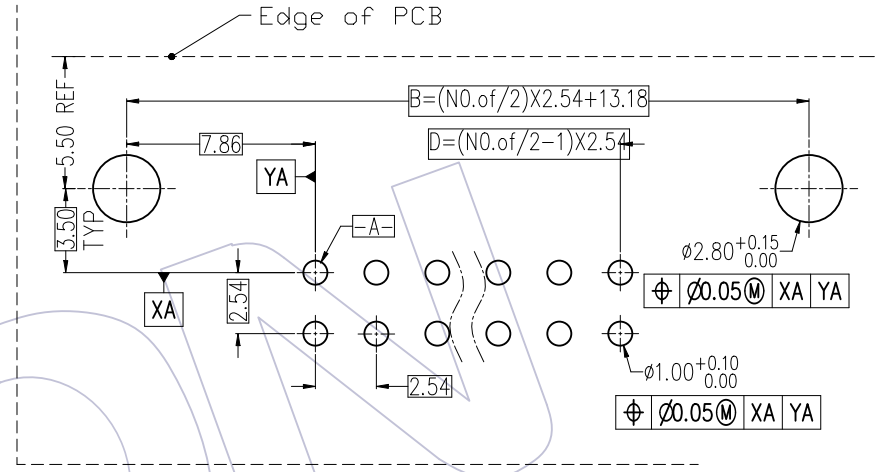 Edge of PCB
B=(NO.of/2)X2.54+13.18
5.50 REF
7.86
D=(NO.of/2-1)X2.54
YA
3.50
TYP
-A-
ø2.80+0.15
0.00
⌖ Ø0.05Ⓜ XA YA
XA
2.54
2.54
ø1.00+0.10
0.00
⌖ Ø0.05Ⓜ XA YA